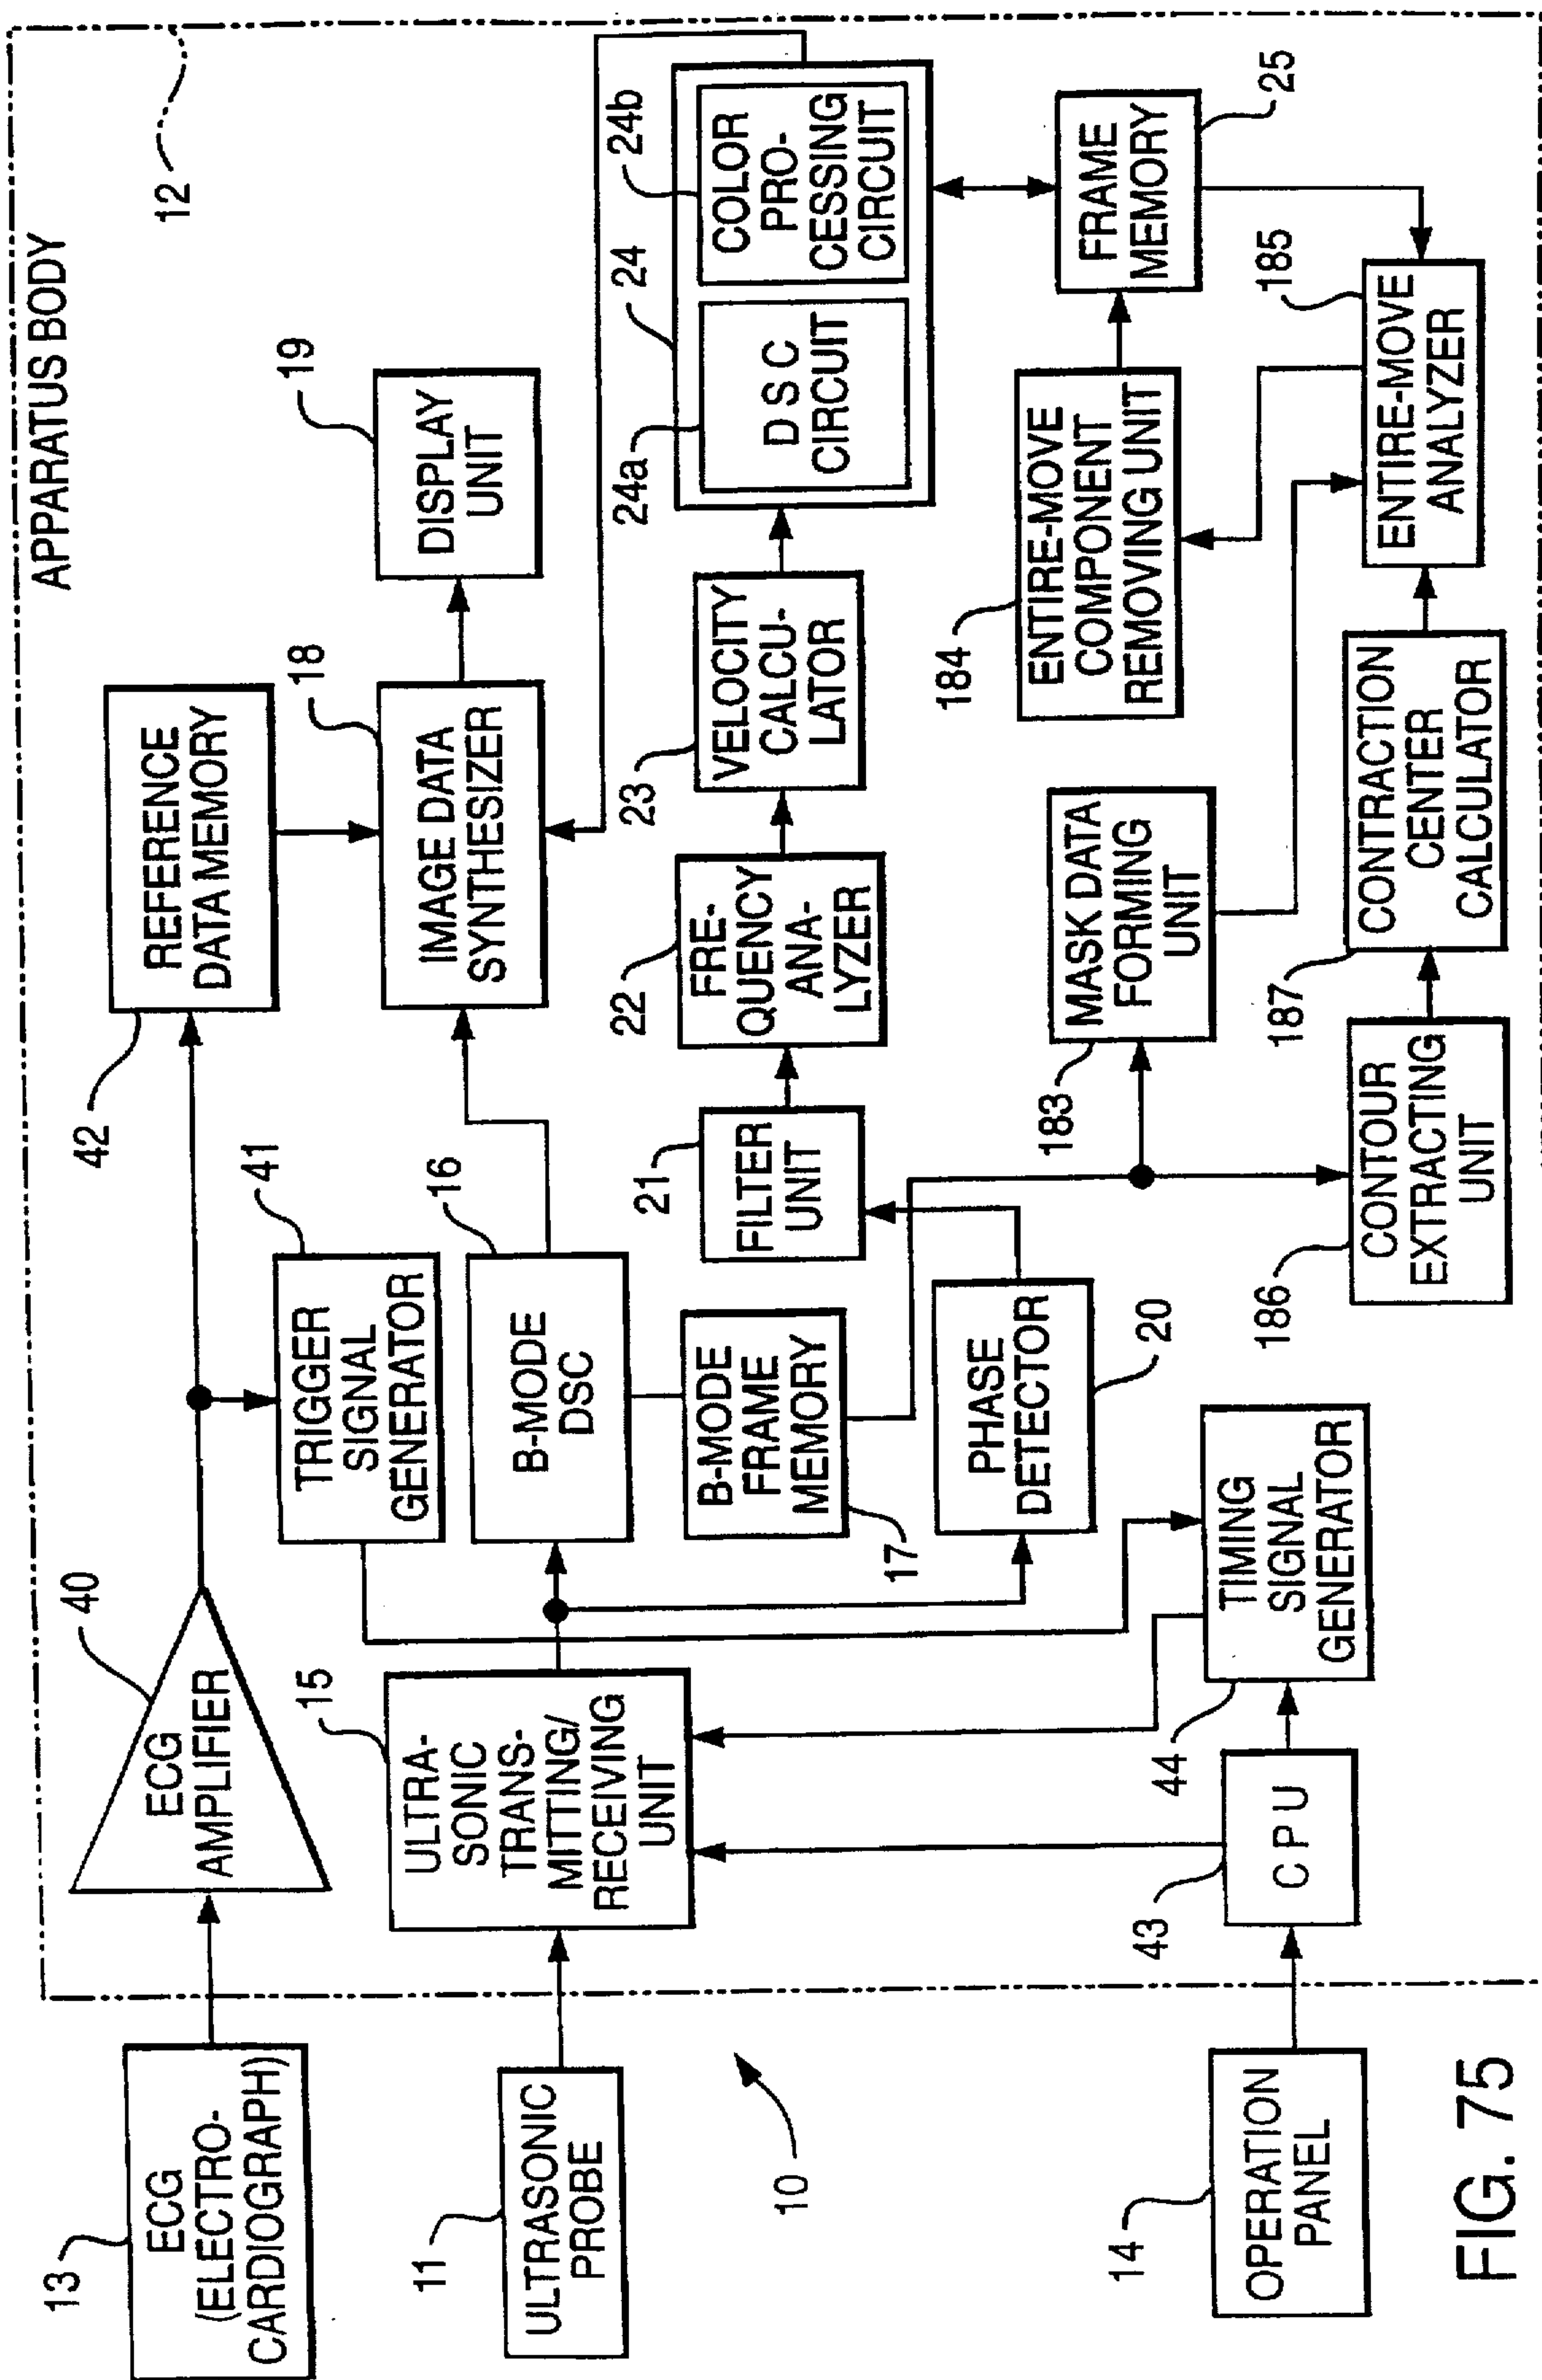 APPARATUS BODY
12
13
ECG
(ELECTRO-
CARDIOGRAPH)
40
ECG
AMPLIFIER
41
TRIGGER
SIGNAL
GENERATOR
42
REFERENCE
DATA MEMORY
18
IMAGE DATA
SYNTHESIZER
19
DISPLAY
UNIT
11
ULTRASONIC
PROBE
15
ULTRA-
SONIC
TRANS-
MITTING/
RECEIVING
UNIT
16
B-MODE
DSC
B-MODE
FRAME
MEMORY
17
21
FILTER
UNIT
22
FRE-
QUENCY
ANA-
LYZER
23
VELOCITY
CALCU-
LATOR
24
24a
D S C
CIRCUIT
24b
COLOR
PRO-
CESSING
CIRCUIT
10
PHASE
DETECTOR
20
183
MASK DATA
FORMING
UNIT
184
ENTIRE-MOVE
COMPONENT
REMOVING UNIT
FRAME
MEMORY
25
14
OPERATION
PANEL
43
C P U
44
TIMING
SIGNAL
GENERATOR
186
CONTOUR
EXTRACTING
UNIT
187
CONTRACTION
CENTER
CALCULATOR
185
ENTIRE-MOVE
ANALYZER
FIG. 75